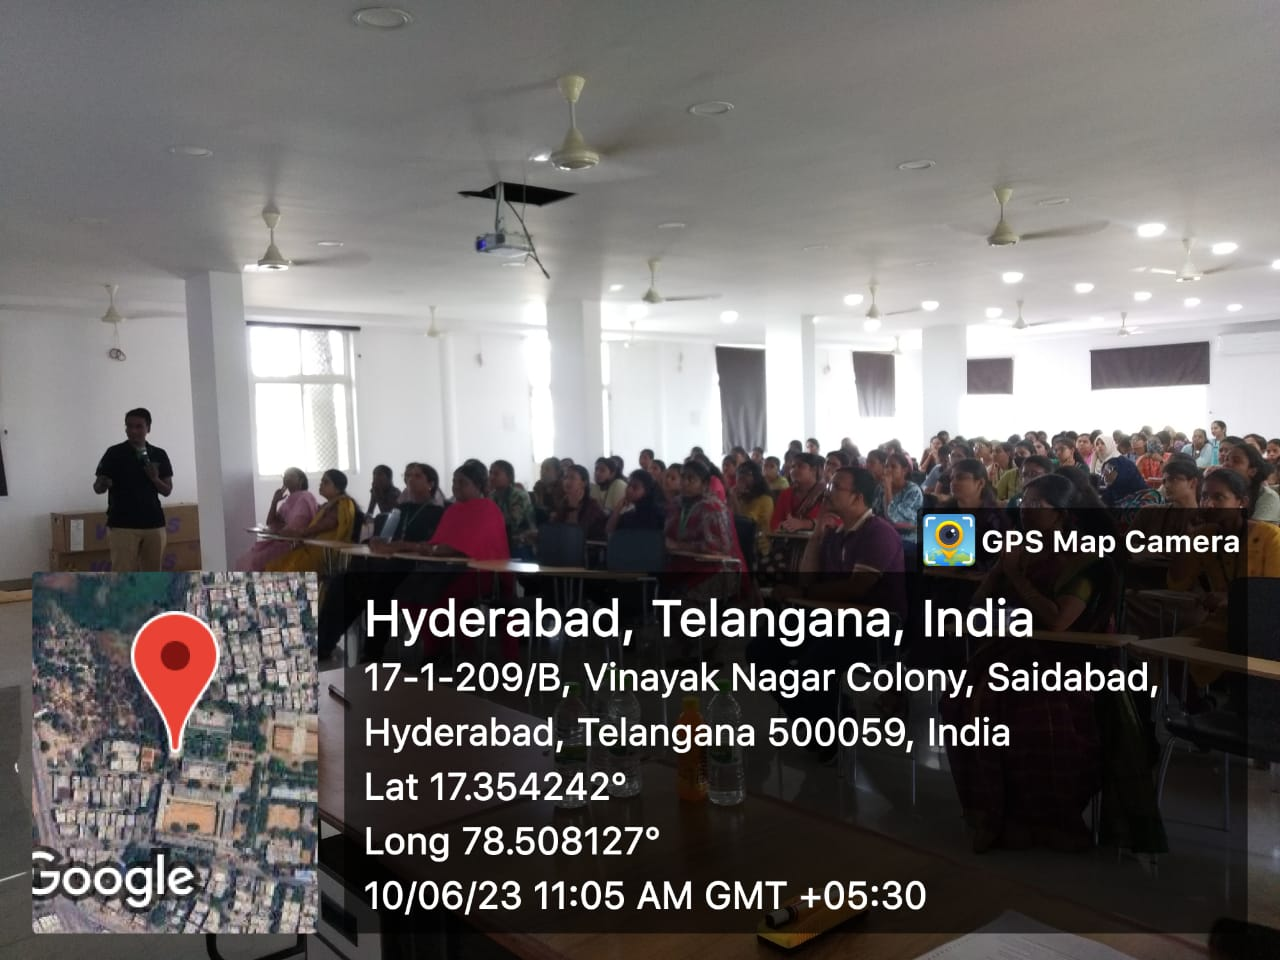 GPS Map Camera
Hyderabad, Telangana, India
17-1-209/B, Vinayak Nagar Colony, Saidabad,
Hyderabad, Telangana 500059, India
Lat 17.354242°
Long 78.508127°
10/06/23 11:05 AM GMT +05:30
Google